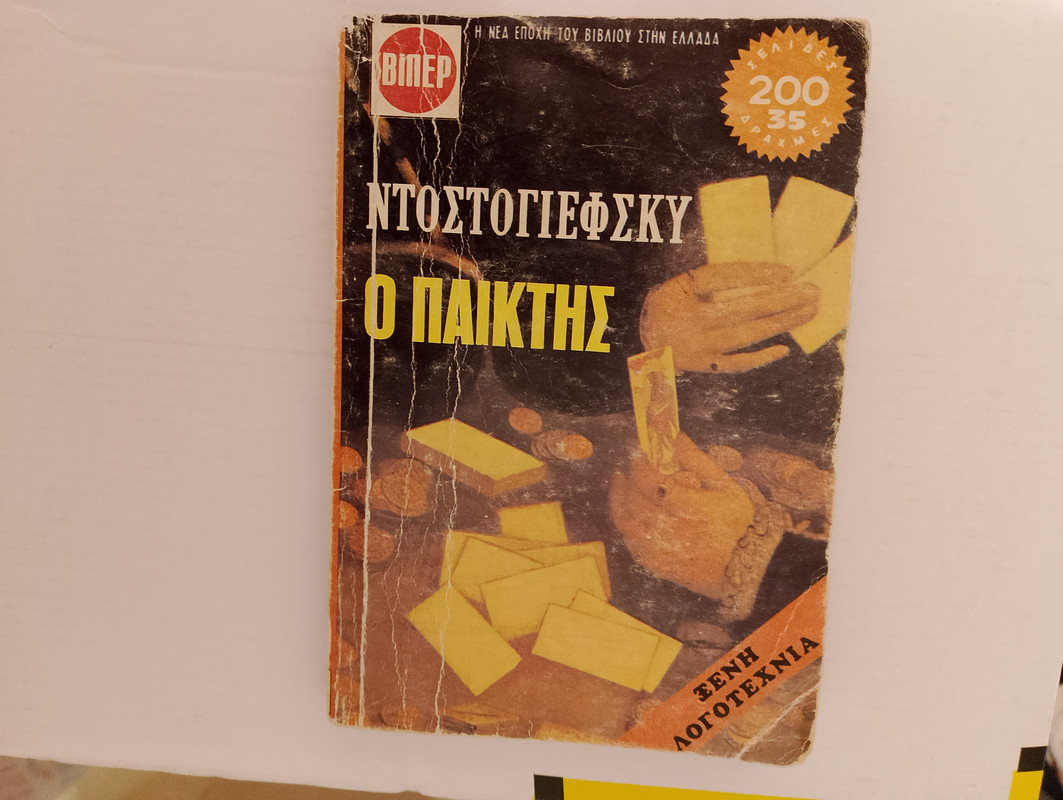 ΒΙΠΕΡ
Η ΝΕΑ ΕΠΟΧΗ ΤΟΥ ΒΙΒΛΙΟΥ ΣΤΗΝ ΕΛΛΑΔΑ
ΣΕΛΙΔΕΣ
200
35
ΔΡΑΧΜΕΣ
ΝΤΟΣΤΟΓΙΕΦΣΚΥ
Ο ΠΑΙΚΤΗΣ
ΞΕΝΗ
ΛΟΓΟΤΕΧΝΙΑ